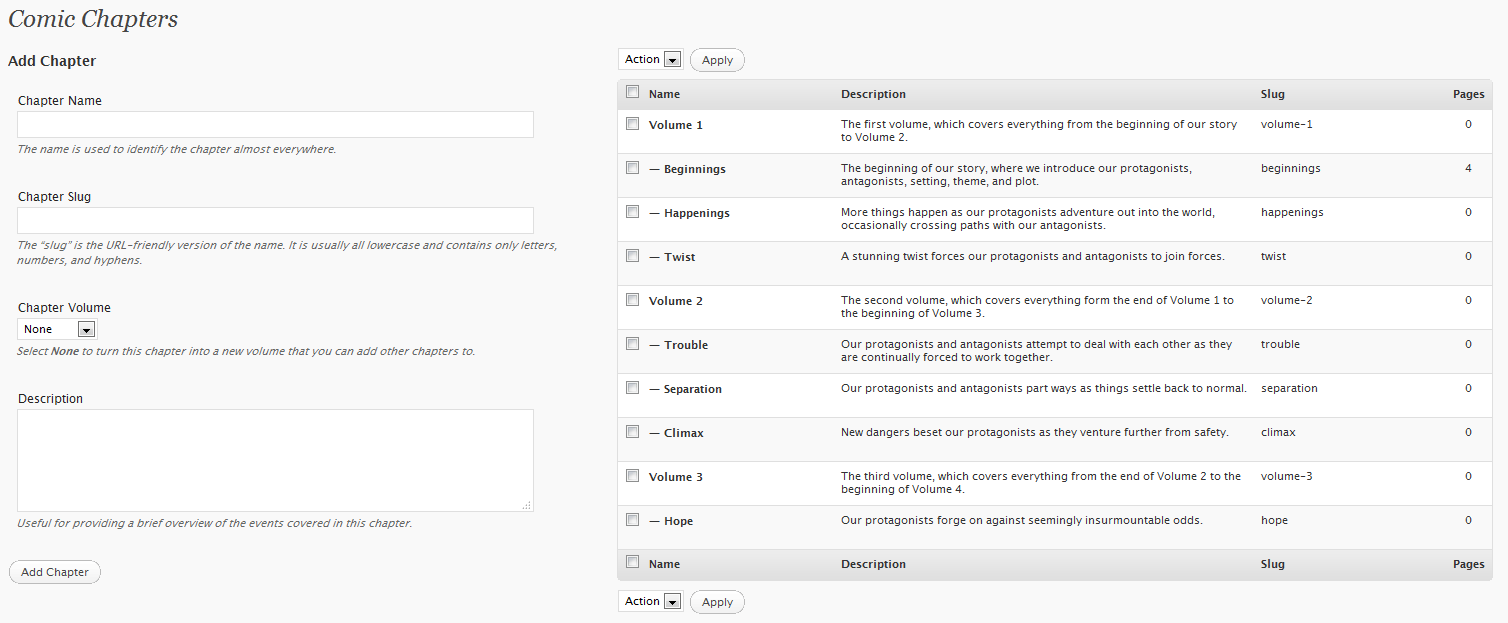 Comic Chapters
Add Chapter
Chapter Name
The name is used to identify the chapter almost everywhere.
Chapter Slug
The “slug” is the URL-friendly version of the name. It is usually all lowercase and contains only letters,
numbers, and hyphens.
Chapter Volume
None
Select None to turn this chapter into a new volume that you can add other chapters to.
Description
Useful for providing a brief overview of the events covered in this chapter.
Add Chapter
Action Apply
Name Description Slug Pages
Volume 1 The first volume, which covers everything from the beginning of our story volume-1 0
to Volume 2.
— Beginnings The beginning of our story, where we introduce our protagonists, beginnings 4
antagonists, setting, theme, and plot.
— Happenings More things happen as our protagonists adventure out into the world, happenings 0
occasionally crossing paths with our antagonists.
— Twist A stunning twist forces our protagonists and antagonists to join forces. twist 0
Volume 2 The second volume, which covers everything form the end of Volume 1 to volume-2 0
the beginning of Volume 3.
— Trouble Our protagonists and antagonists attempt to deal with each other as they trouble 0
are continually forced to work together.
— Separation Our protagonists and antagonists part ways as things settle back to normal. separation 0
— Climax New dangers beset our protagonists as they venture further from safety. climax 0
Volume 3 The third volume, which covers everything from the end of Volume 2 to the volume-3 0
beginning of Volume 4.
— Hope Our protagonists forge on against seemingly insurmountable odds. hope 0
Name Description Slug Pages
Action Apply